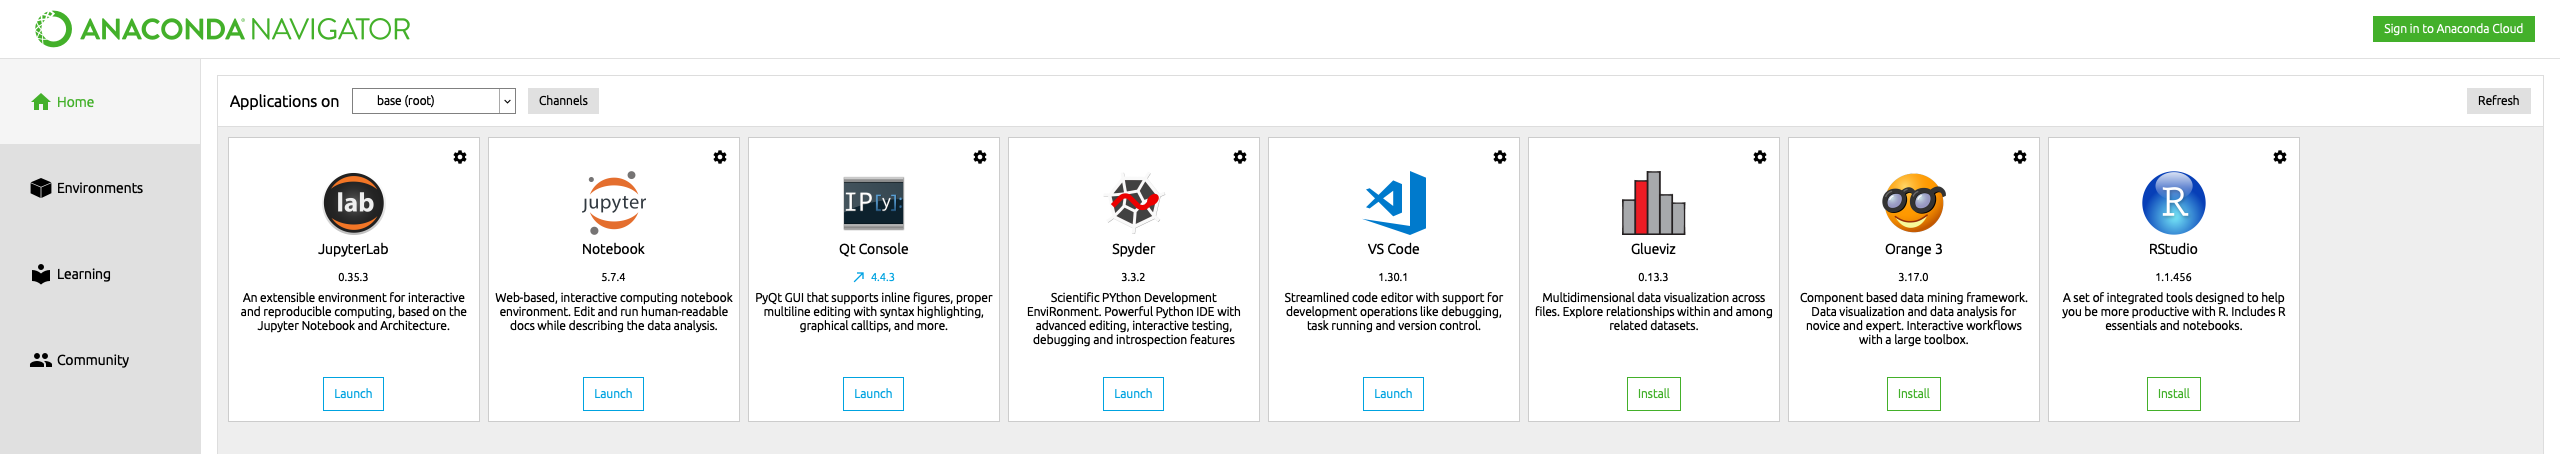 ANACONDA NAVIGATOR
Sign in to Anaconda Cloud
Home
Environments
Learning
Community
Applications on base (root) Channels
Refresh
lab
JupyterLab
0.35.3
An extensible environment for interactive
and reproducible computing, based on the
Jupyter Notebook and Architecture.
Launch
jupyter
Notebook
5.7.4
Web-based, interactive computing notebook
environment. Edit and run human-readable
docs while describing the data analysis.
Launch
IP[y]:
Qt Console
4.4.3
PyQt GUI that supports inline figures, proper
multiline editing with syntax highlighting,
graphical calltips, and more.
Launch
Spyder
3.3.2
Scientific PYthon Development
EnviRonment. Powerful Python IDE with
advanced editing, interactive testing,
debugging and introspection features
Launch
VS Code
1.30.1
Streamlined code editor with support for
development operations like debugging,
task running and version control.
Launch
Glueviz
0.13.3
Multidimensional data visualization across
files. Explore relationships within and among
related datasets.
Install
Orange 3
3.17.0
Component based data mining framework.
Data visualization and data analysis for
novice and expert. Interactive workflows
with a large toolbox.
Install
R
RStudio
1.1.456
A set of integrated tools designed to help
you be more productive with R. Includes R
essentials and notebooks.
Install